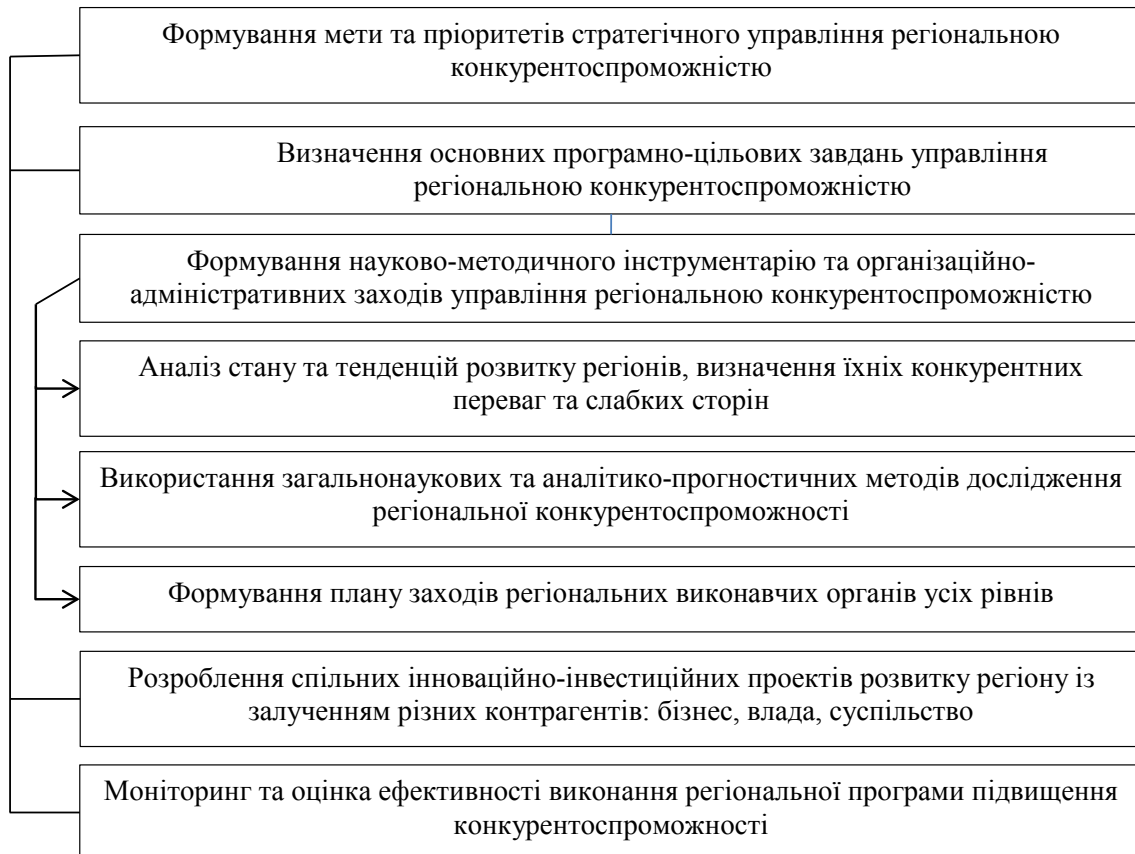 Формування мети та пріоритетів стратегічного управління регіональною
конкурентоспроможністю
Визначення основних програмно-цільових завдань управління
регіональною конкурентоспроможністю
Формування науково-методичного інструментарію та організаційно-
адміністративних заходів управління регіональною конкурентоспроможністю
Аналіз стану та тенденцій розвитку регіонів, визначення їхніх конкурентних
переваг та слабких сторін
Використання загальнонаукових та аналітико-прогностичних методів дослідження
регіональної конкурентоспроможності
Формування плану заходів регіональних виконавчих органів усіх рівнів
Розроблення спільних інноваційно-інвестиційних проектів розвитку регіону із
залученням різних контрагентів: бізнес, влада, суспільство
Моніторинг та оцінка ефективності виконання регіональної програми підвищення
конкурентоспроможності